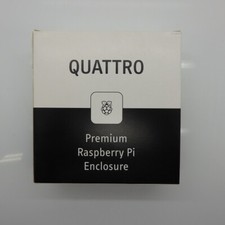 QUATTRO
Premium
Raspberry Pi
Enclosure